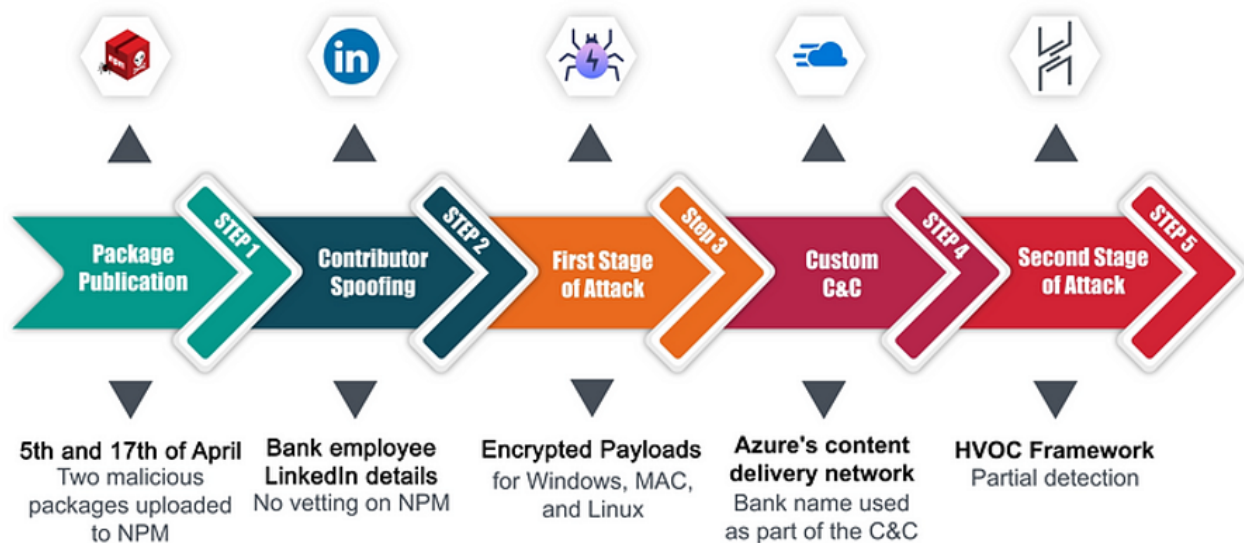 npm
in
STEP 1
Package
Publication
STEP 2
Contributor
Spoofing
Step 3
First Stage
of Attack
STEP 4
Custom
C&C
STEP 5
Second Stage
of Attack
5th and 17th of April
Two malicious
packages uploaded
to NPM
Bank employee
LinkedIn details
No vetting on NPM
Encrypted Payloads
for Windows, MAC,
and Linux
Azure's content
delivery network
Bank name used
as part of the C&C
HVOC Framework
Partial detection